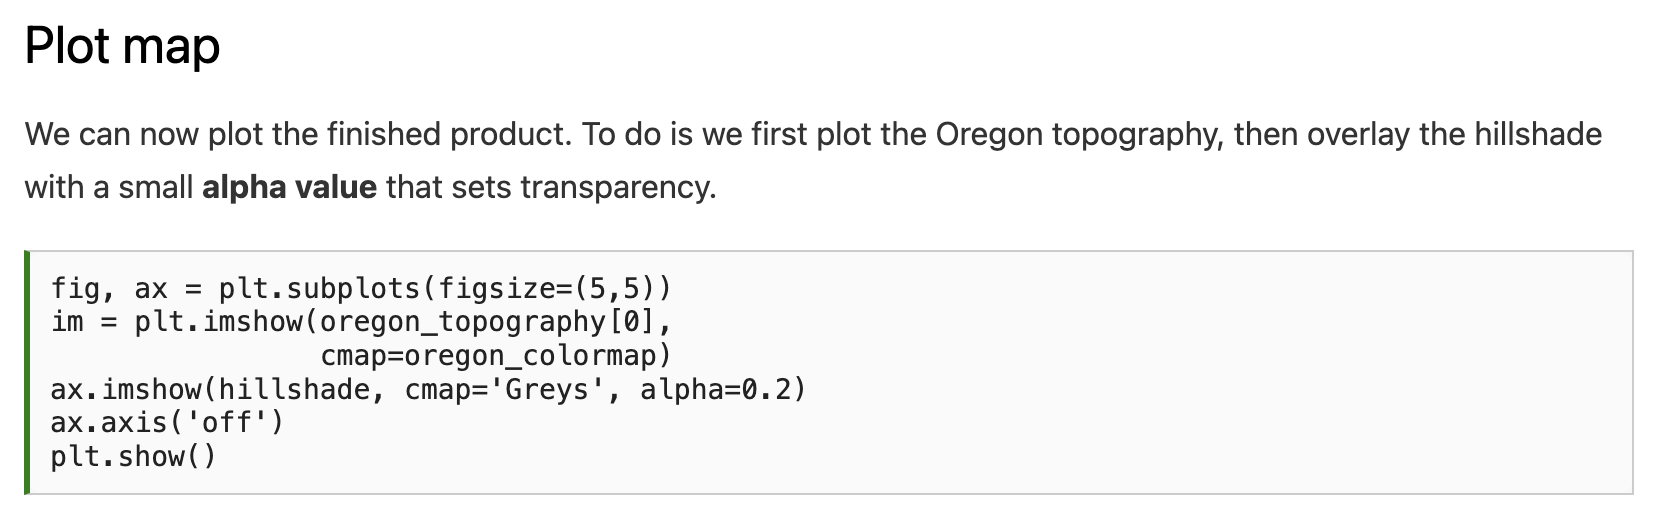 Plot map
We can now plot the finished product. To do is we first plot the Oregon topography, then overlay the hillshade
with a small alpha value that sets transparency.
fig, ax = plt.subplots(figsize=(5,5))
im = plt.imshow(oregon_topography[0],
                cmap=oregon_colormap)
ax.imshow(hillshade, cmap='Greys', alpha=0.2)
ax.axis('off')
plt.show()